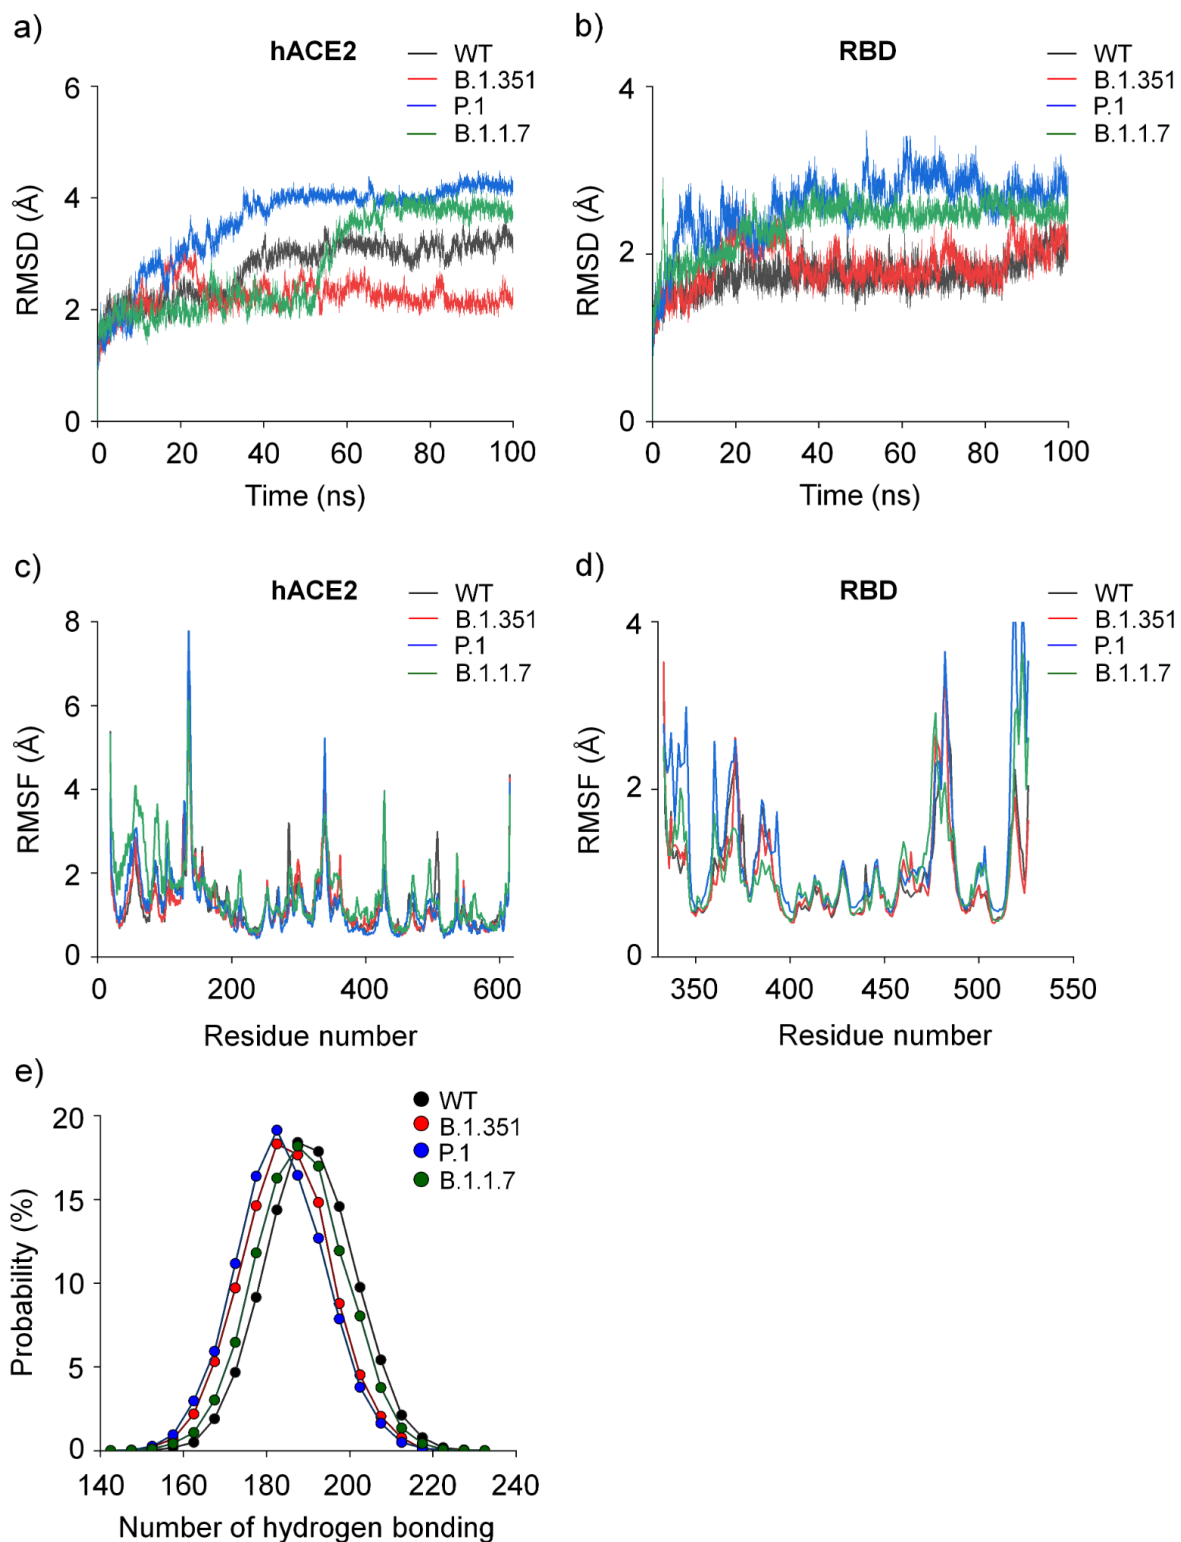 a)
hACE2
WT
B.1.351
P.1
B.1.1.7
6
4
2
0
RMSD (Å)
0 20 40 60 80 100
Time (ns)
b)
RBD
WT
B.1.351
P.1
B.1.1.7
4
2
0
RMSD (Å)
0 20 40 60 80 100
Time (ns)
c)
hACE2
WT
B.1.351
P.1
B.1.1.7
8
6
4
2
0
RMSF (Å)
0 200 400 600
Residue number
d)
RBD
WT
B.1.351
P.1
B.1.1.7
4
2
0
RMSF (Å)
350 400 450 500 550
Residue number
e)
WT
B.1.351
P.1
B.1.1.7
20
15
10
5
0
Probability (%)
140 160 180 200 220 240
Number of hydrogen bonding